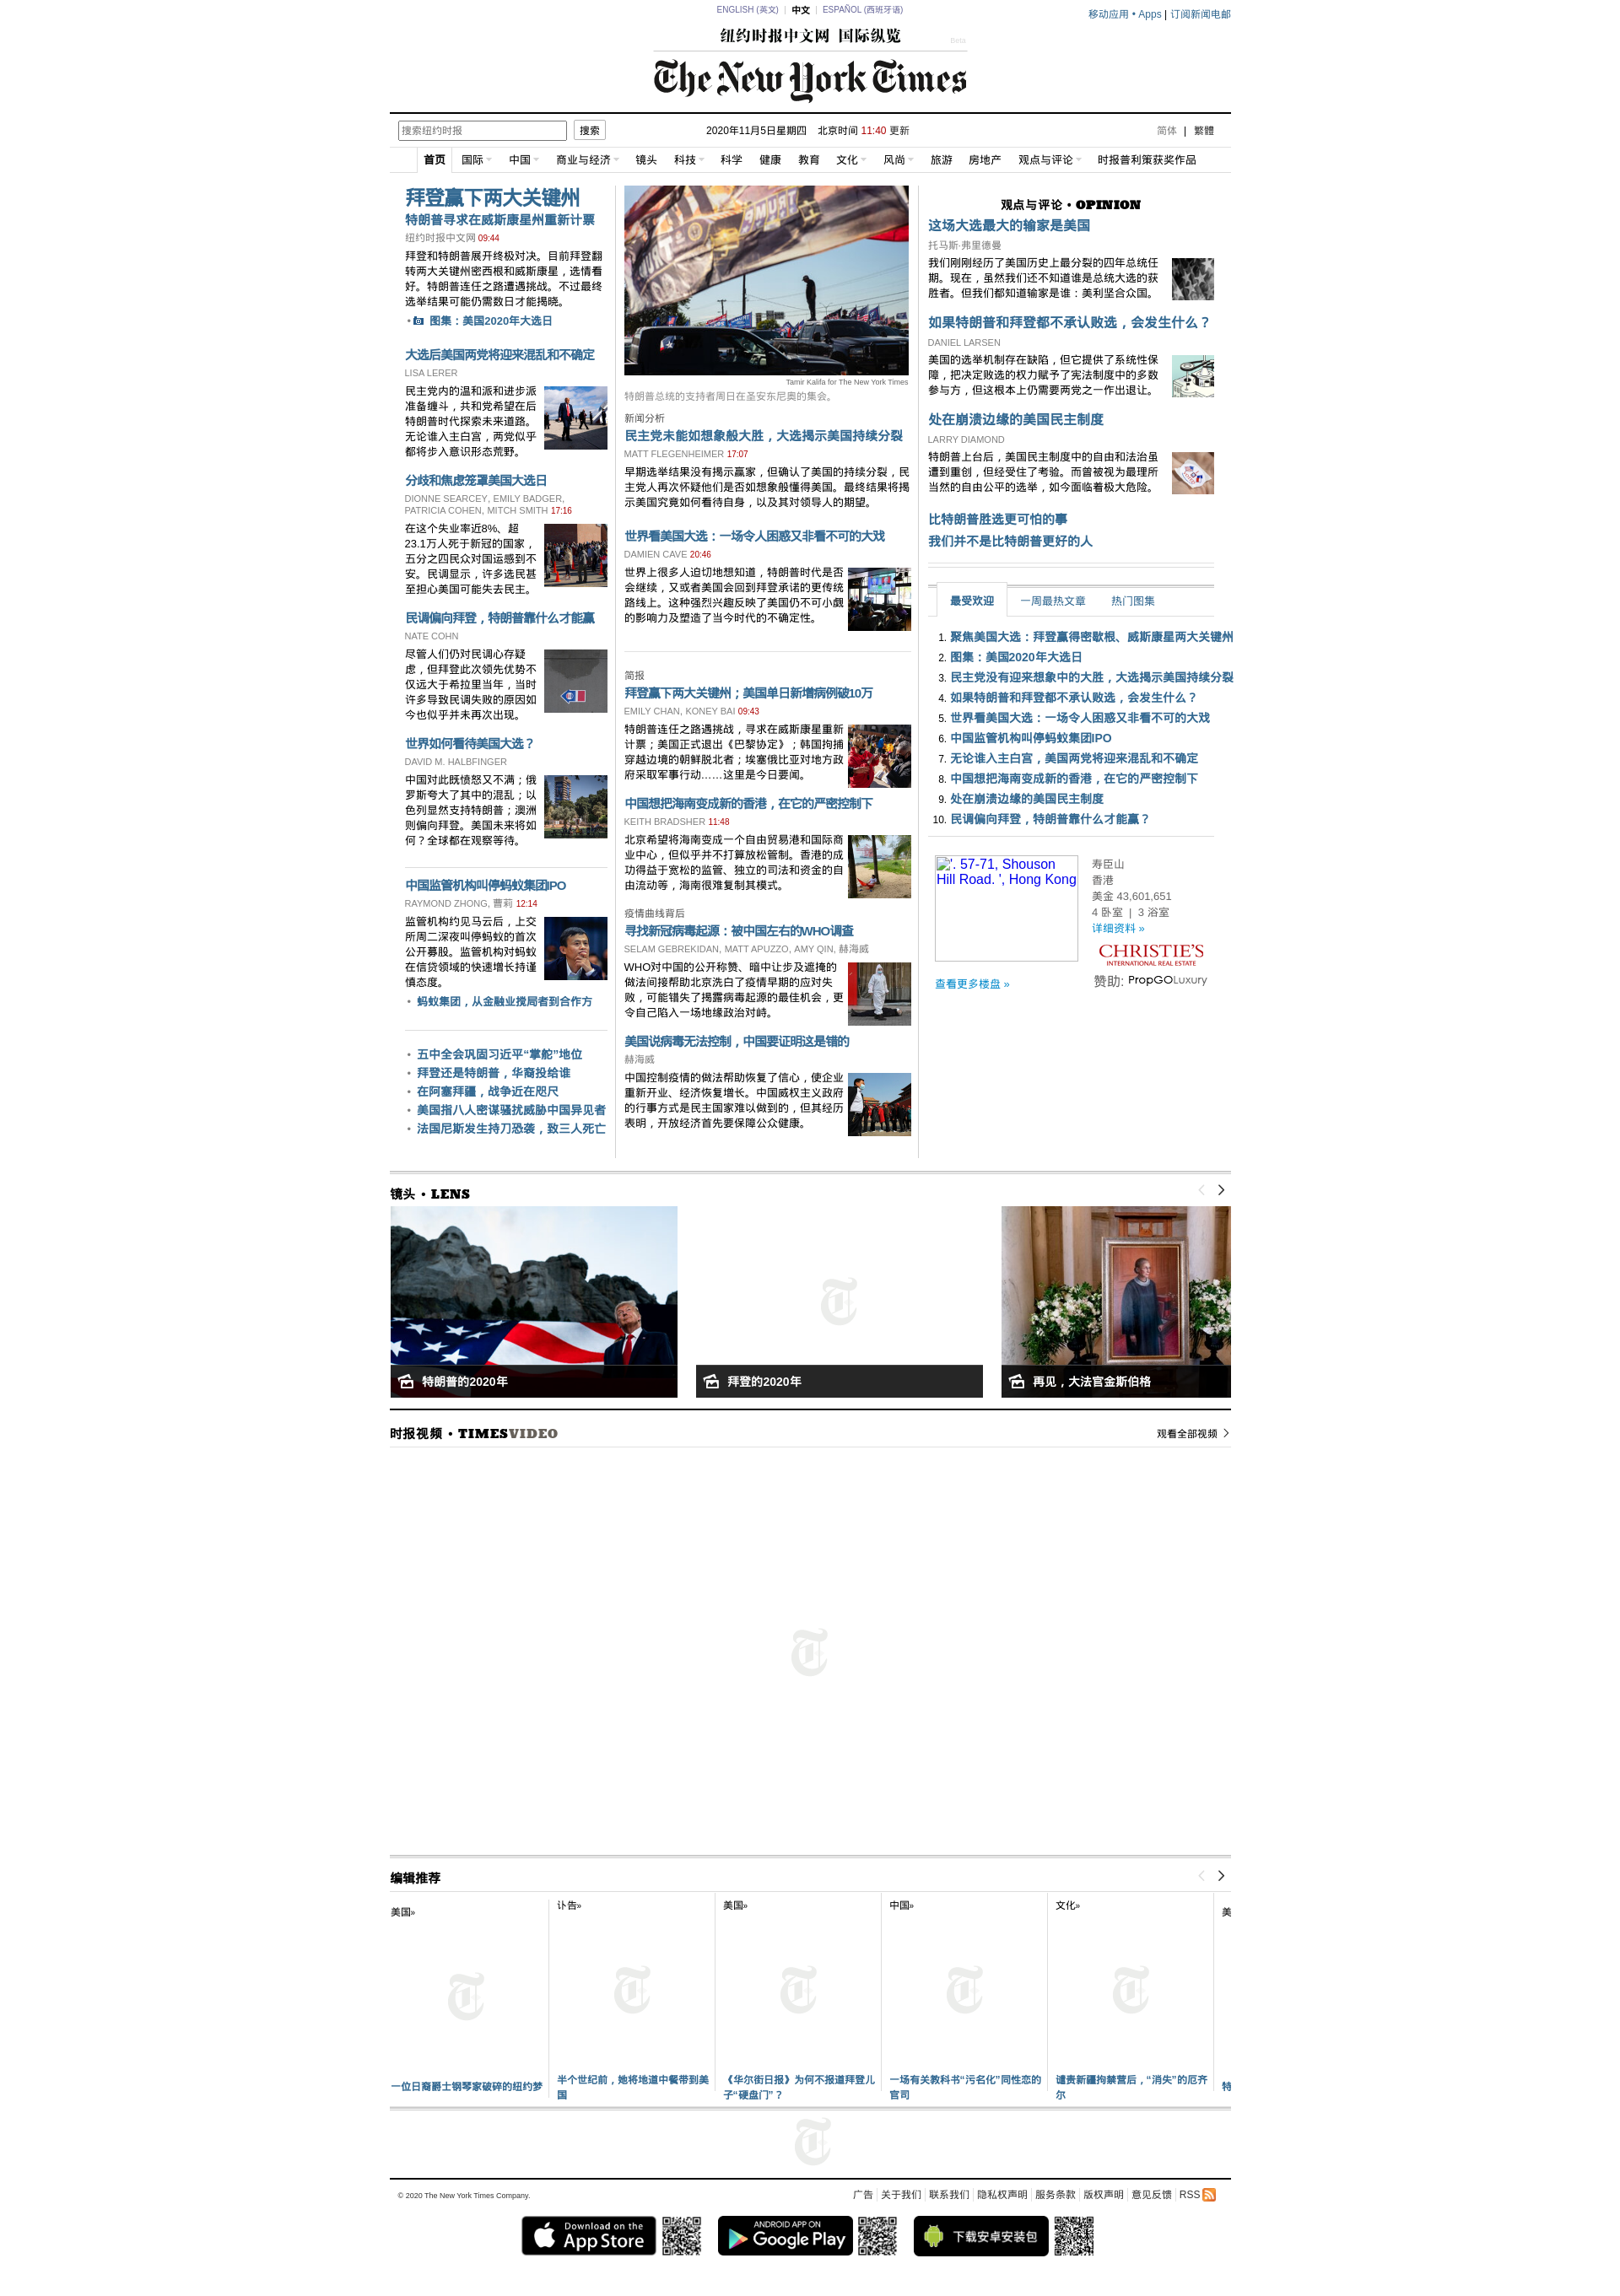 ENGLISH (英文) | 中文 | ESPAÑOL (西班牙语)
移动应用 • Apps | 订阅新闻电邮
纽约时报中文网 国际纵览
Beta
The New York Times
搜索纽约时报
搜索
2020年11月5日星期四 北京时间 11:40 更新
简体 | 繁體
首页 国际 中国 商业与经济 镜头 科技 科学 健康 教育 文化 风尚 旅游 房地产 观点与评论 时报普利策获奖作品
拜登赢下两大关键州
特朗普寻求在威斯康星州重新计票
纽约时报中文网 09:44
拜登和特朗普展开终极对决。目前拜登翻
转两大关键州密西根和威斯康星，选情看
好。特朗普连任之路遭遇挑战。不过最终
选举结果可能仍需数日才能揭晓。
• 图集：美国2020年大选日
大选后美国两党将迎来混乱和不确定
LISA LERER
民主党内的温和派和进步派
准备缠斗，共和党希望在后
特朗普时代探索未来道路。
无论谁入主白宫，两党似乎
都将步入意识形态荒野。
分歧和焦虑笼罩美国大选日
DIONNE SEARCEY, EMILY BADGER,
PATRICIA COHEN, MITCH SMITH 17:16
在这个失业率近8%、超
23.1万人死于新冠的国家，
五分之四民众对国运感到不
安。民调显示，许多选民甚
至担心美国可能失去民主。
民调偏向拜登，特朗普靠什么才能赢
NATE COHN
尽管人们仍对民调心存疑
虑，但拜登此次领先优势不
仅远大于希拉里当年，当时
许多导致民调失败的原因如
今也似乎并未再次出现。
世界如何看待美国大选？
DAVID M. HALBFINGER
中国对此既愤怒又不满；俄
罗斯夸大了其中的混乱；以
色列显然支持特朗普；澳洲
则偏向拜登。美国未来将如
何？全球都在观察等待。
中国监管机构叫停蚂蚁集团IPO
RAYMOND ZHONG, 曹莉 12:14
监管机构约见马云后，上交
所周二深夜叫停蚂蚁的首次
公开募股。监管机构对蚂蚁
在信贷领域的快速增长持谨
慎态度。
• 蚂蚁集团，从金融业搅局者到合作方
• 五中全会巩固习近平“掌舵”地位
• 拜登还是特朗普，华裔投给谁
• 在阿塞拜疆，战争近在咫尺
• 美国指八人密谋骚扰威胁中国异见者
• 法国尼斯发生持刀恐袭，致三人死亡
Tamir Kalifa for The New York Times
特朗普总统的支持者周日在圣安东尼奥的集会。
新闻分析
民主党未能如想象般大胜，大选揭示美国持续分裂
MATT FLEGENHEIMER 17:07
早期选举结果没有揭示赢家，但确认了美国的持续分裂，民
主党人再次怀疑他们是否如想象般懂得美国。最终结果将揭
示美国究竟如何看待自身，以及其对领导人的期望。
世界看美国大选：一场令人困惑又非看不可的大戏
DAMIEN CAVE 20:46
世界上很多人迫切地想知道，特朗普时代是否
会继续，又或者美国会回到拜登承诺的更传统
路线上。这种强烈兴趣反映了美国仍不可小觑
的影响力及塑造了当今时代的不确定性。
简报
拜登赢下两大关键州；美国单日新增病例破10万
EMILY CHAN, KONEY BAI 09:43
特朗普连任之路遇挑战，寻求在威斯康星重新
计票；美国正式退出《巴黎协定》；韩国拘捕
穿越边境的朝鲜脱北者；埃塞俄比亚对地方政
府采取军事行动……这里是今日要闻。
中国想把海南变成新的香港，在它的严密控制下
KEITH BRADSHER 11:48
北京希望将海南变成一个自由贸易港和国际商
业中心，但似乎并不打算放松管制。香港的成
功得益于宽松的监管、独立的司法和资金的自
由流动等，海南很难复制其模式。
疫情曲线背后
寻找新冠病毒起源：被中国左右的WHO调查
SELAM GEBREKIDAN, MATT APUZZO, AMY QIN, 赫海威
WHO对中国的公开称赞、暗中让步及遮掩的
做法间接帮助北京洗白了疫情早期的应对失
败，可能错失了揭露病毒起源的最佳机会，更
令自己陷入一场地缘政治对峙。
美国说病毒无法控制，中国要证明这是错的
赫海威
中国控制疫情的做法帮助恢复了信心，使企业
重新开业、经济恢复增长。中国威权主义政府
的行事方式是民主国家难以做到的，但其经历
表明，开放经济首先要保障公众健康。
观点与评论 • OPINION
这场大选最大的输家是美国
托马斯·弗里德曼
我们刚刚经历了美国历史上最分裂的四年总统任
期。现在，虽然我们还不知道谁是总统大选的获
胜者。但我们都知道输家是谁：美利坚合众国。
如果特朗普和拜登都不承认败选，会发生什么？
DANIEL LARSEN
美国的选举机制存在缺陷，但它提供了系统性保
障，把决定败选的权力赋予了宪法制度中的多数
参与方，但这根本上仍需要两党之一作出退让。
处在崩溃边缘的美国民主制度
LARRY DIAMOND
特朗普上台后，美国民主制度中的自由和法治虽
遭到重创，但经受住了考验。而曾被视为最理所
当然的自由公平的选举，如今面临着极大危险。
比特朗普胜选更可怕的事
我们并不是比特朗普更好的人
最受欢迎 一周最热文章 热门图集
1. 聚焦美国大选：拜登赢得密歇根、威斯康星两大关键州
2. 图集：美国2020年大选日
3. 民主党没有迎来想象中的大胜，大选揭示美国持续分裂
4. 如果特朗普和拜登都不承认败选，会发生什么？
5. 世界看美国大选：一场令人困惑又非看不可的大戏
6. 中国监管机构叫停蚂蚁集团IPO
7. 无论谁入主白宫，美国两党将迎来混乱和不确定
8. 中国想把海南变成新的香港，在它的严密控制下
9. 处在崩溃边缘的美国民主制度
10. 民调偏向拜登，特朗普靠什么才能赢？
'. 57-71, Shouson
Hill Road. ', Hong Kong
寿臣山
香港
美金 43,601,651
4 卧室 | 3 浴室
详细资料 »
CHRISTIE'S
INTERNATIONAL REAL ESTATE
查看更多楼盘 »
赞助: PropGOLuxury
镜头 • LENS
特朗普的2020年
拜登的2020年
再见，大法官金斯伯格
时报视频 • TIMESVIDEO
观看全部视频
编辑推荐
美国»
讣告»
美国»
中国»
文化»
美
一位日裔爵士钢琴家破碎的纽约梦
半个世纪前，她将地道中餐带到美
国
《华尔街日报》为何不报道拜登儿
子“硬盘门”？
一场有关教科书“污名化”同性恋的
官司
谴责新疆拘禁营后，“消失”的厄齐
尔
特
© 2020 The New York Times Company.
广告 关于我们 联系我们 隐私权声明 服务条款 版权声明 意见反馈 RSS
Download on the
App Store
ANDROID APP ON
Google Play
下载安卓安装包